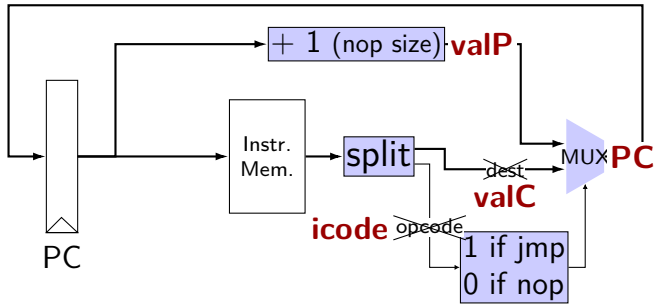 + 1 (nop size)
valP
Instr.
Mem.
split
MUX
PC
dest
valC
icode
opcode
1 if jmp
0 if nop
PC